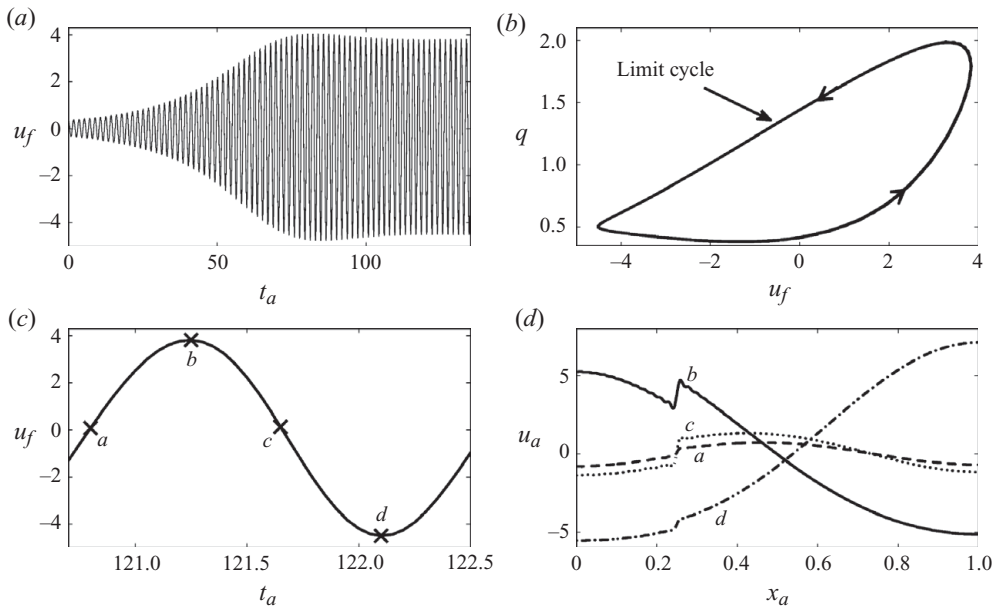 (a)
4
2
0
−2
−4
u_f
0
50
100
t_a
(b)
2.0
1.5
1.0
0.5
q
Limit cycle
−4
−2
0
2
4
u_f
(c)
4
2
0
−2
−4
u_f
a
b
c
d
121.0
121.5
122.0
122.5
t_a
(d)
5
0
−5
u_a
b
c
a
d
0
0.2
0.4
0.6
0.8
1.0
x_a